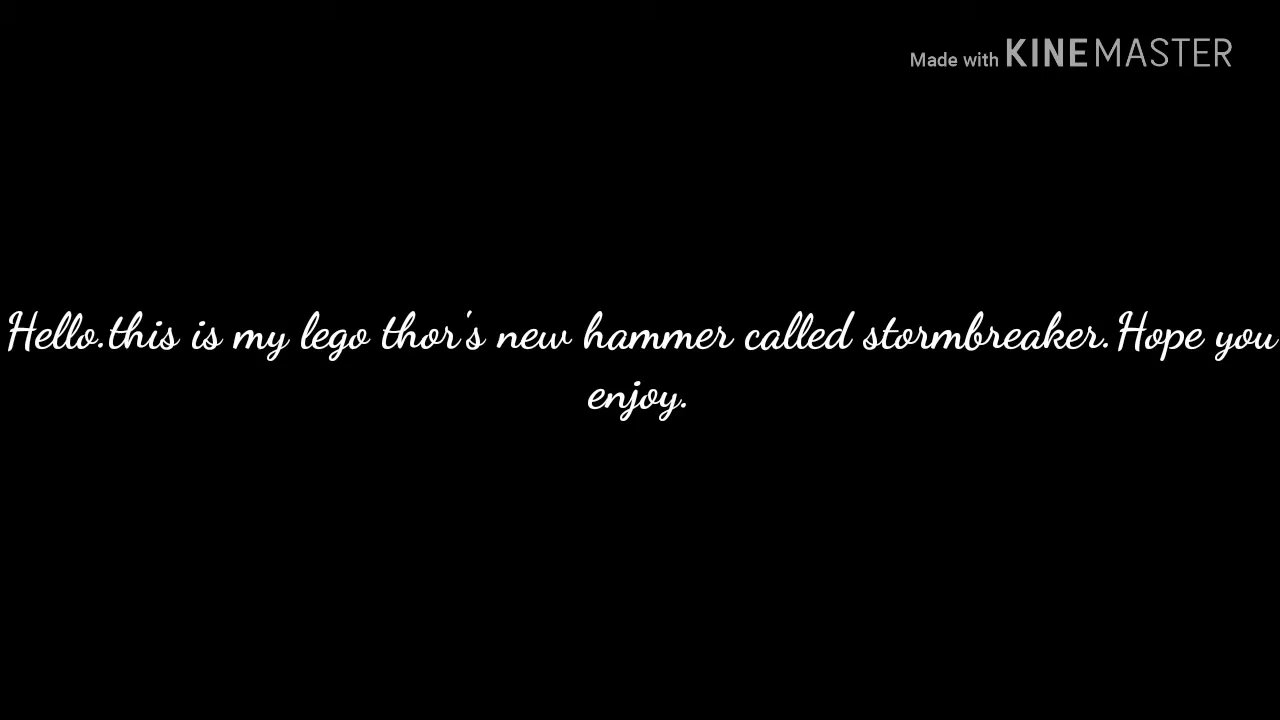 Made with KINEMASTER
Hello.this is my lego thor's new hammer called stormbreaker.Hope you
enjoy.